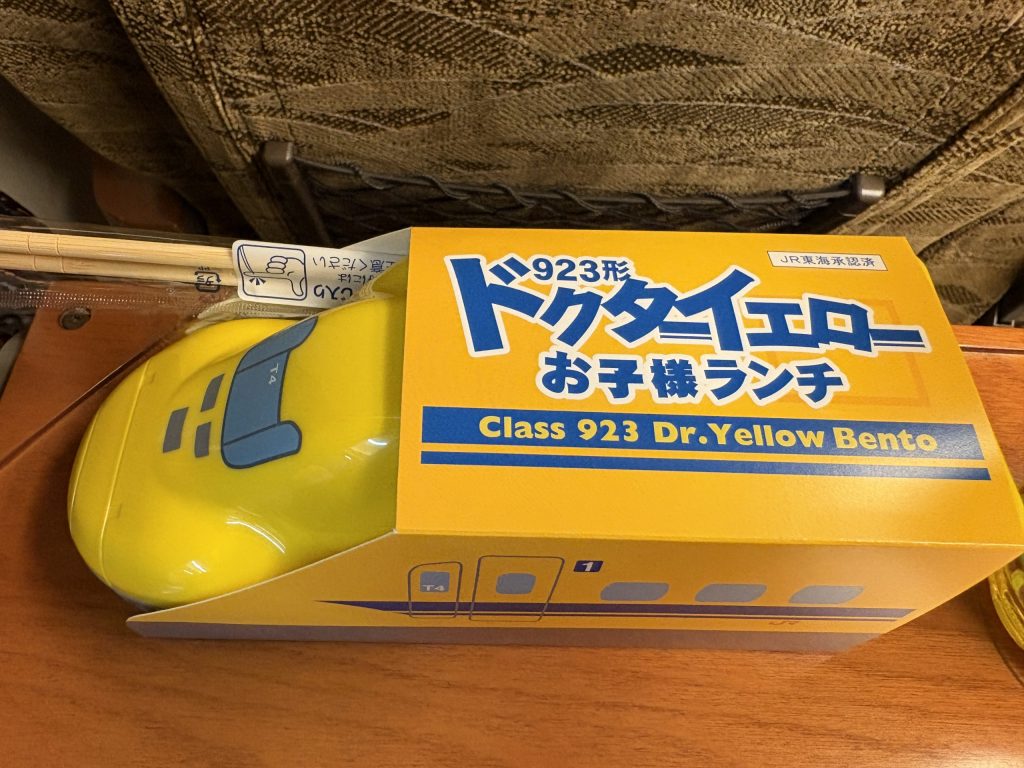 923形
JR東海承認済
ドクターイエロー
お子様ランチ
Class 923 Dr.Yellow Bento
T4
T4
1
JR